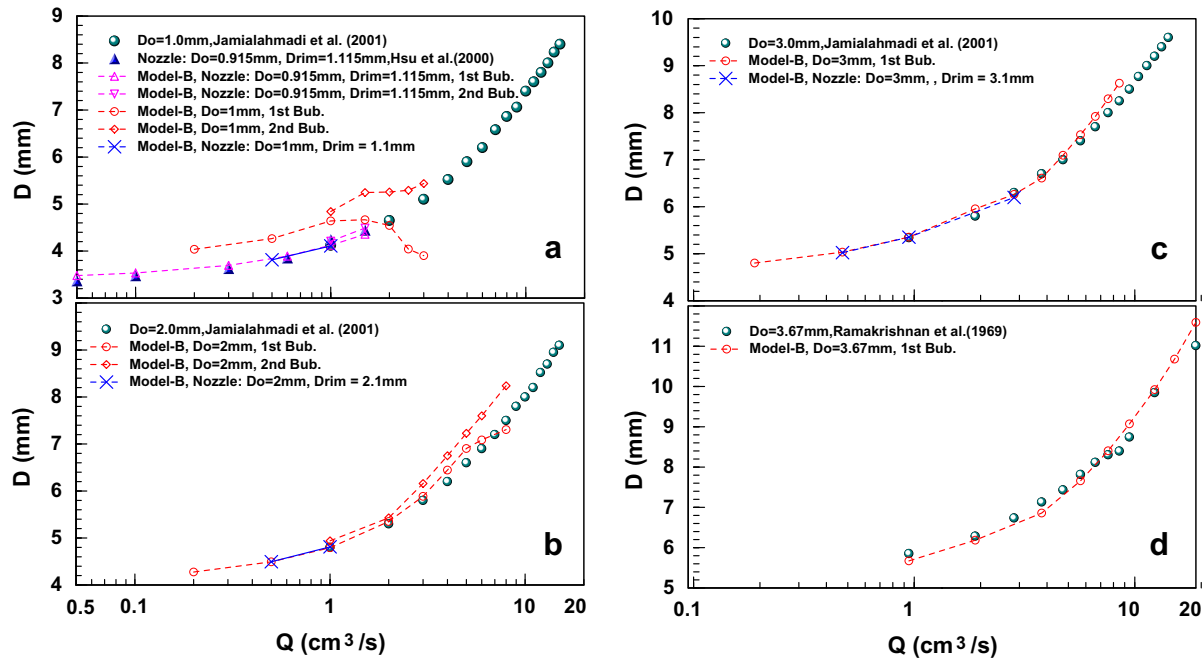 9
8
7
6
5
4
3
D (mm)
Do=1.0mm,Jamialahmadi et al. (2001)
Nozzle: Do=0.915mm, Drim=1.115mm,Hsu et al.(2000)
Model-B, Nozzle: Do=0.915mm, Drim=1.115mm, 1st Bub.
Model-B, Nozzle: Do=0.915mm, Drim=1.115mm, 2nd Bub.
Model-B, Do=1mm, 1st Bub.
Model-B, Do=1mm, 2nd Bub.
Model-B, Nozzle: Do=1mm, Drim = 1.1mm
a
9
8
7
6
5
4
D (mm)
Do=2.0mm,Jamialahmadi et al. (2001)
Model-B, Do=2mm, 1st Bub.
Model-B, Do=2mm, 2nd Bub.
Model-B, Nozzle: Do=2mm, Drim = 2.1mm
b
0.5 0.1 1 10 20
Q (cm³/s)
10
9
8
7
6
5
4
D (mm)
Do=3.0mm,Jamialahmadi et al. (2001)
Model-B, Do=3mm, 1st Bub.
Model-B, Nozzle: Do=3mm, , Drim = 3.1mm
c
11
10
9
8
7
6
5
D (mm)
Do=3.67mm,Ramakrishnan et al.(1969)
Model-B, Do=3.67mm, 1st Bub.
d
0.1 1 10 20
Q (cm³/s)